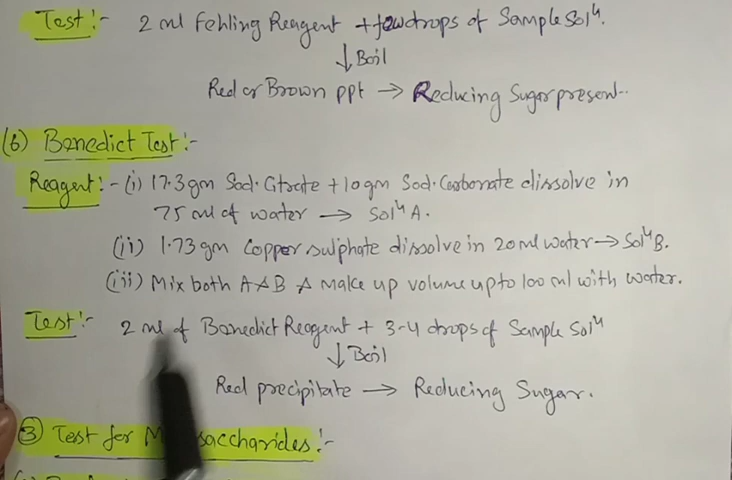 Test:- 2 ml Fehling Reagent + few drops of Sample Solⁿ.
↓ Boil
Red or Brown ppt → Reducing Sugar present..
(b) Benedict Test:-
Reagent:- (i) 17.3 gm Sod. Citrate + 10 gm Sod. Carbonate dissolve in
75 ml of water → Solⁿ A.
(ii) 1.73 gm Copper sulphate dissolve in 20 ml water → Solⁿ B.
(iii) Mix both A & B & Make up volume upto 100 ml with water.
Test:- 2 ml of Benedict Reagent + 3-4 drops of Sample Solⁿ
↓ Boil
Red precipitate → Reducing Sugar.
③ Test for M saccharides:-